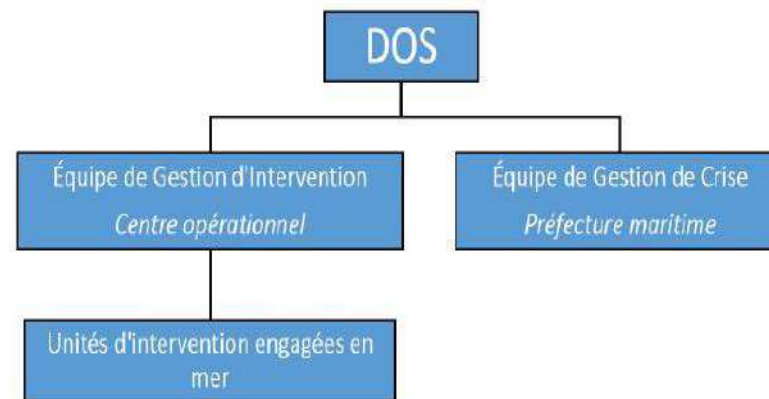 DOS
Équipe de Gestion d'Intervention
Centre opérationnel
Équipe de Gestion de Crise
Préfecture maritime
Unités d'intervention engagées en
mer